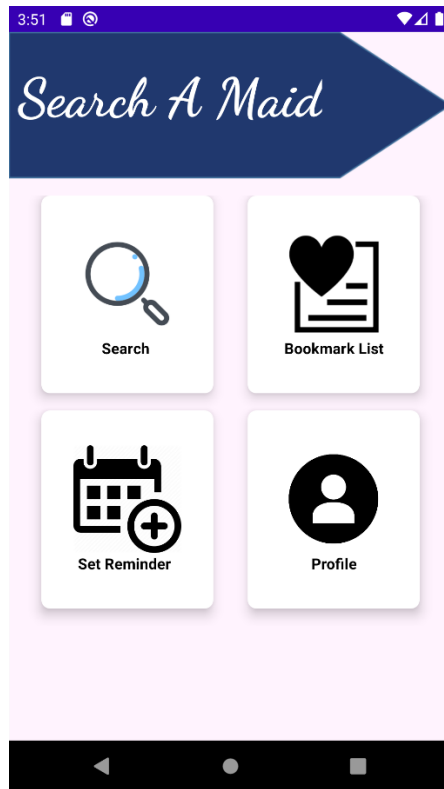 3:51
Search A Maid
Search
Bookmark List
Set Reminder
Profile